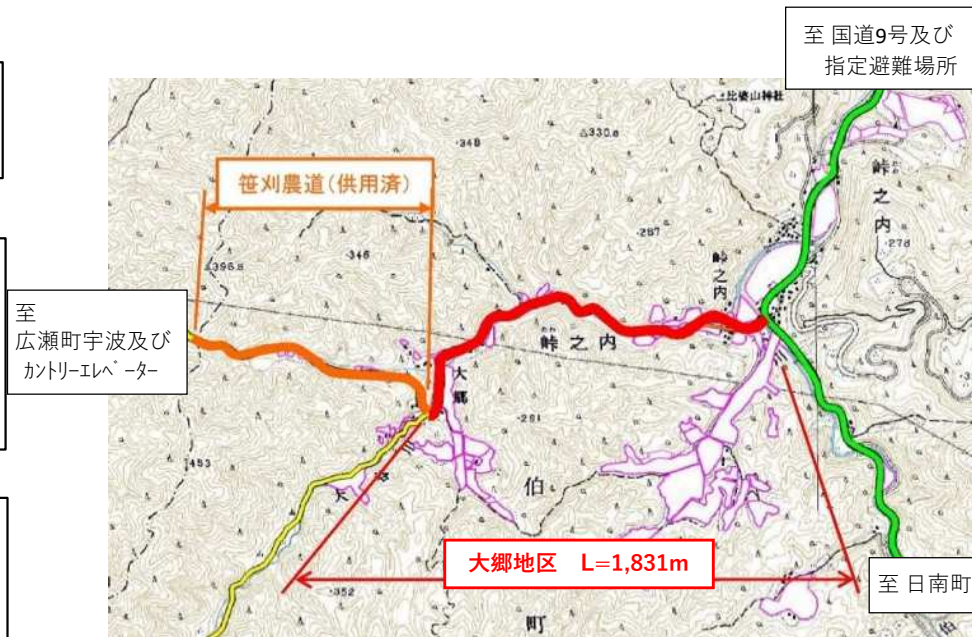 至 国道9号及び
指定避難場所
比婆山神社
△330.8
・348
笹刈農道(供用済)
峠之内
・287
・278
・346
△396.8
峠之内
至
広瀬町宇波及び
カントリーエレベーター
峠之内
大郷
・261
・453
伯
大郷地区 L=1,831m
至 日南町
・352
町
伯